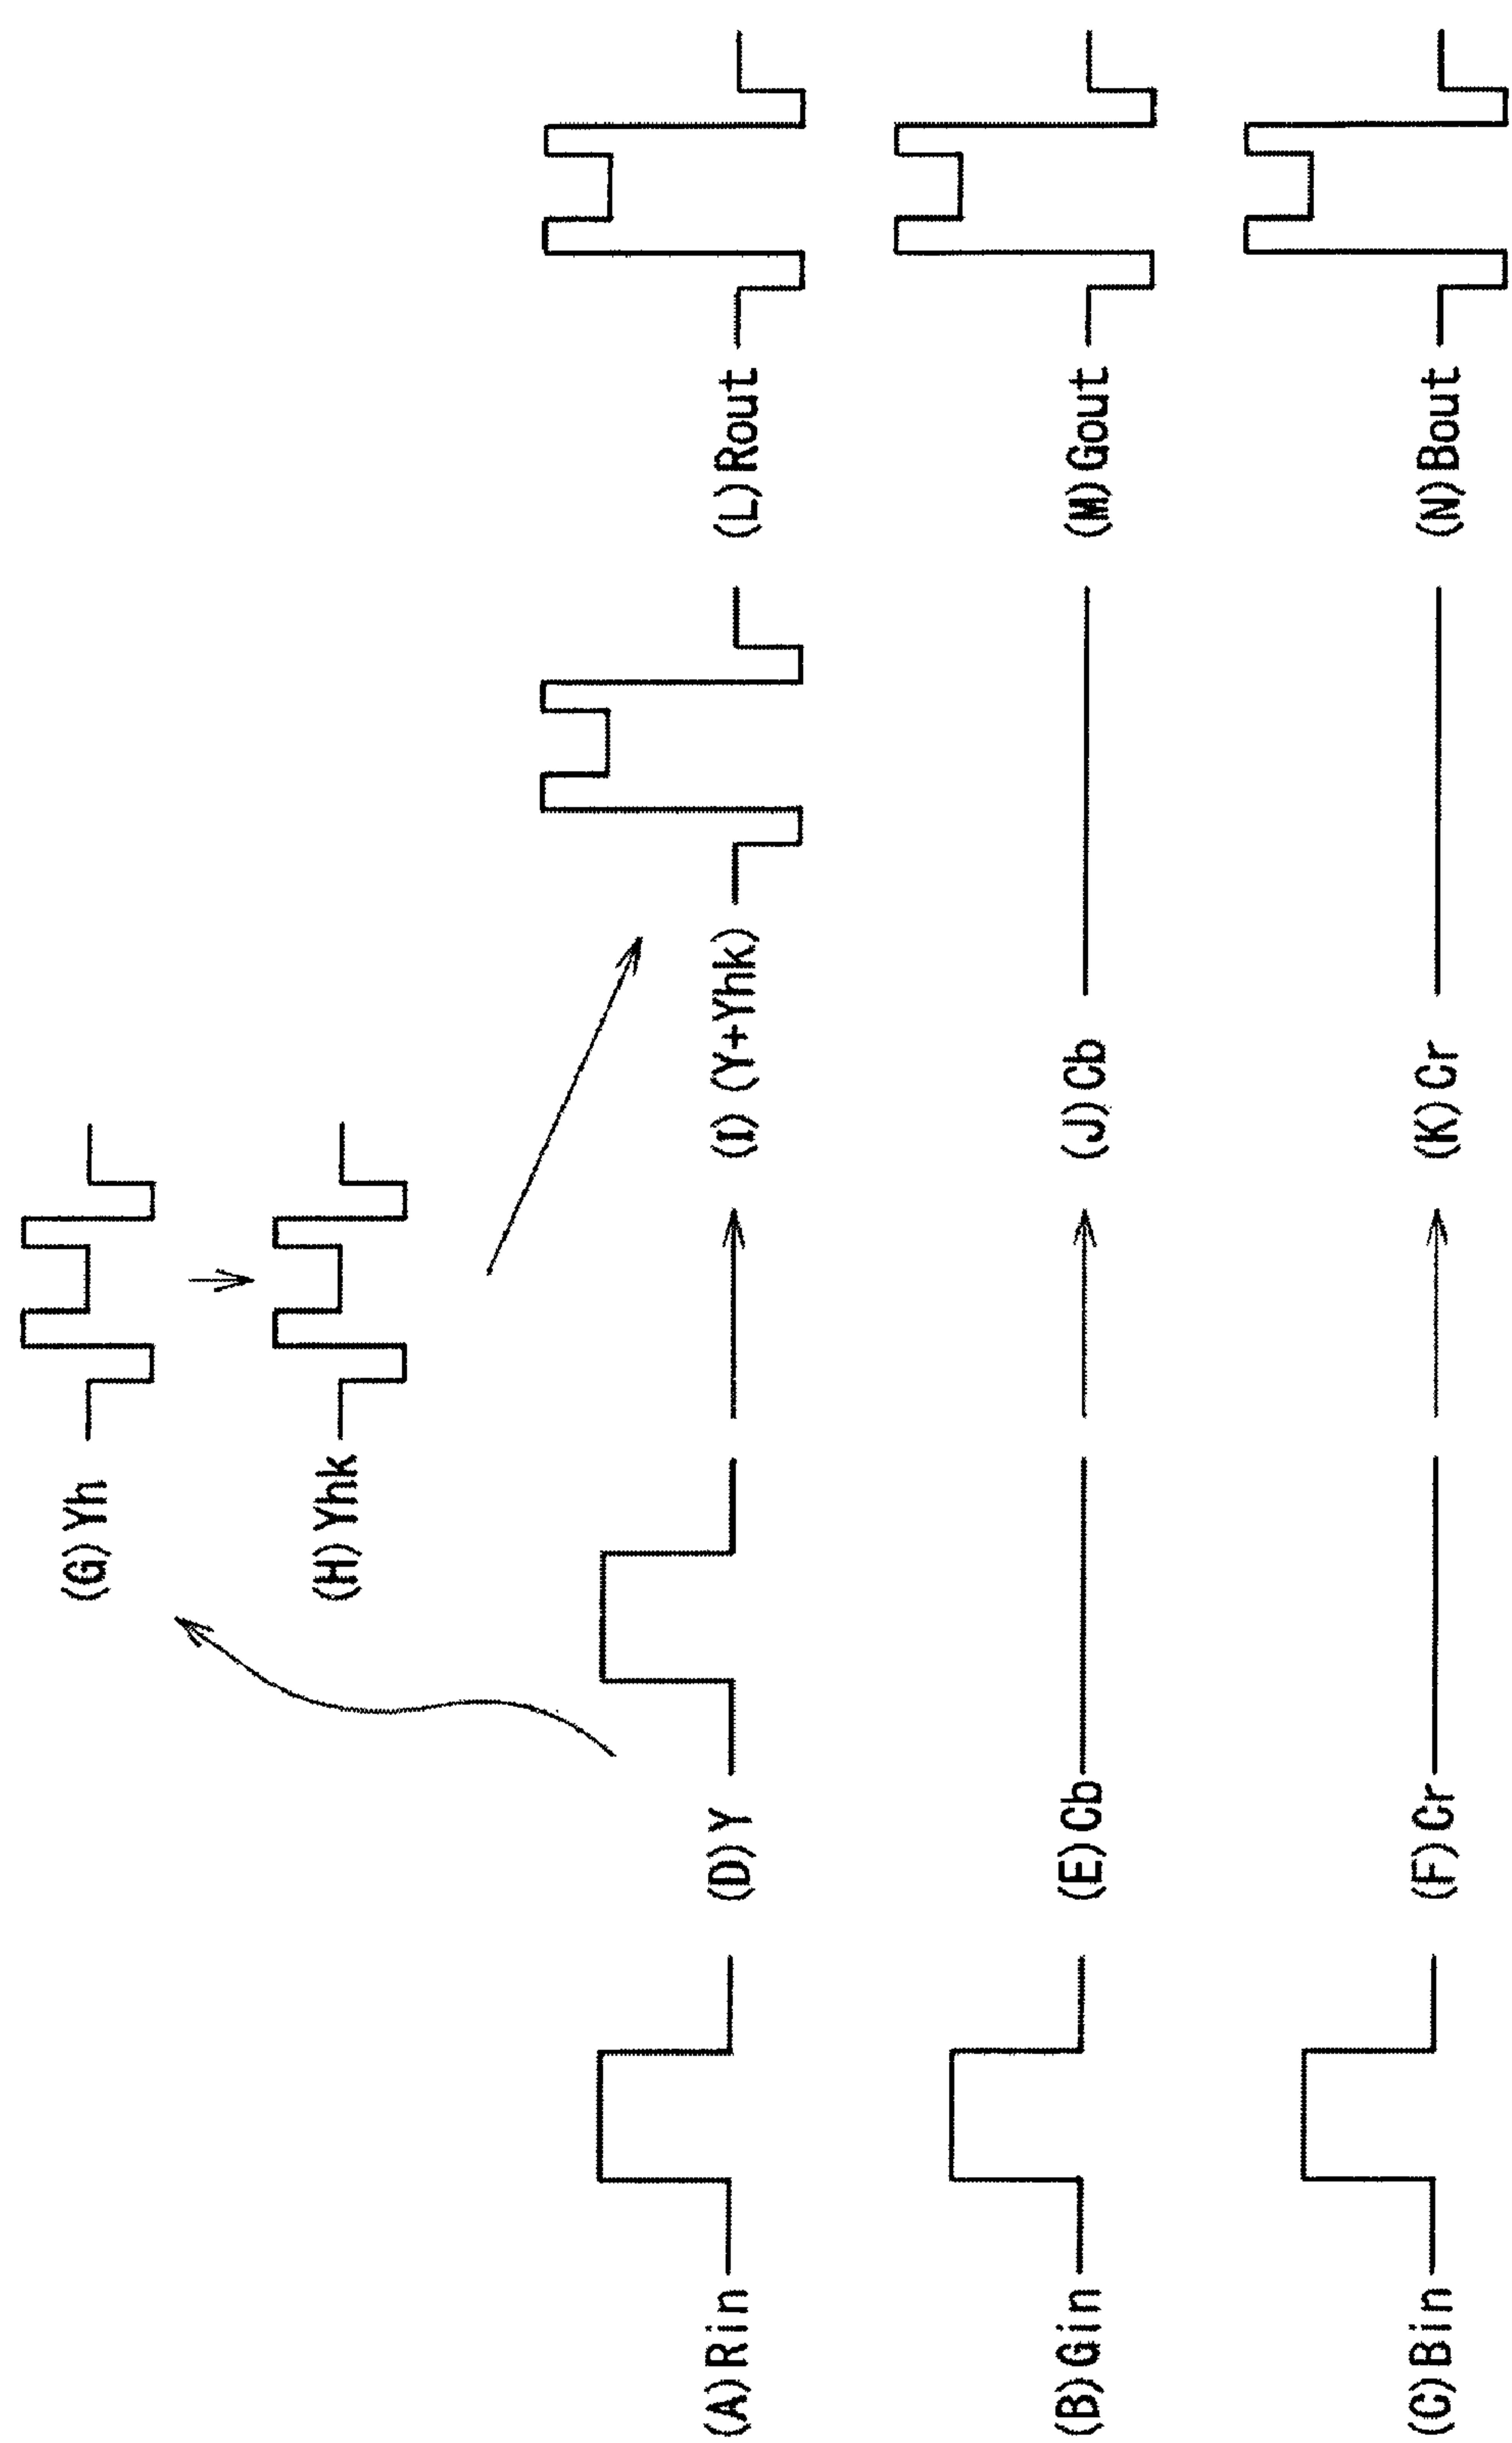 (A) Rin
(B) Gin
(C) Bin
(D) Y
(E) Cb
(F) Cr
(G) Yh
(H) Yhk
(I) (Y+Yhk)
(J) Cb
(K) Cr
(L) Rout
(M) Gout
(N) Bout